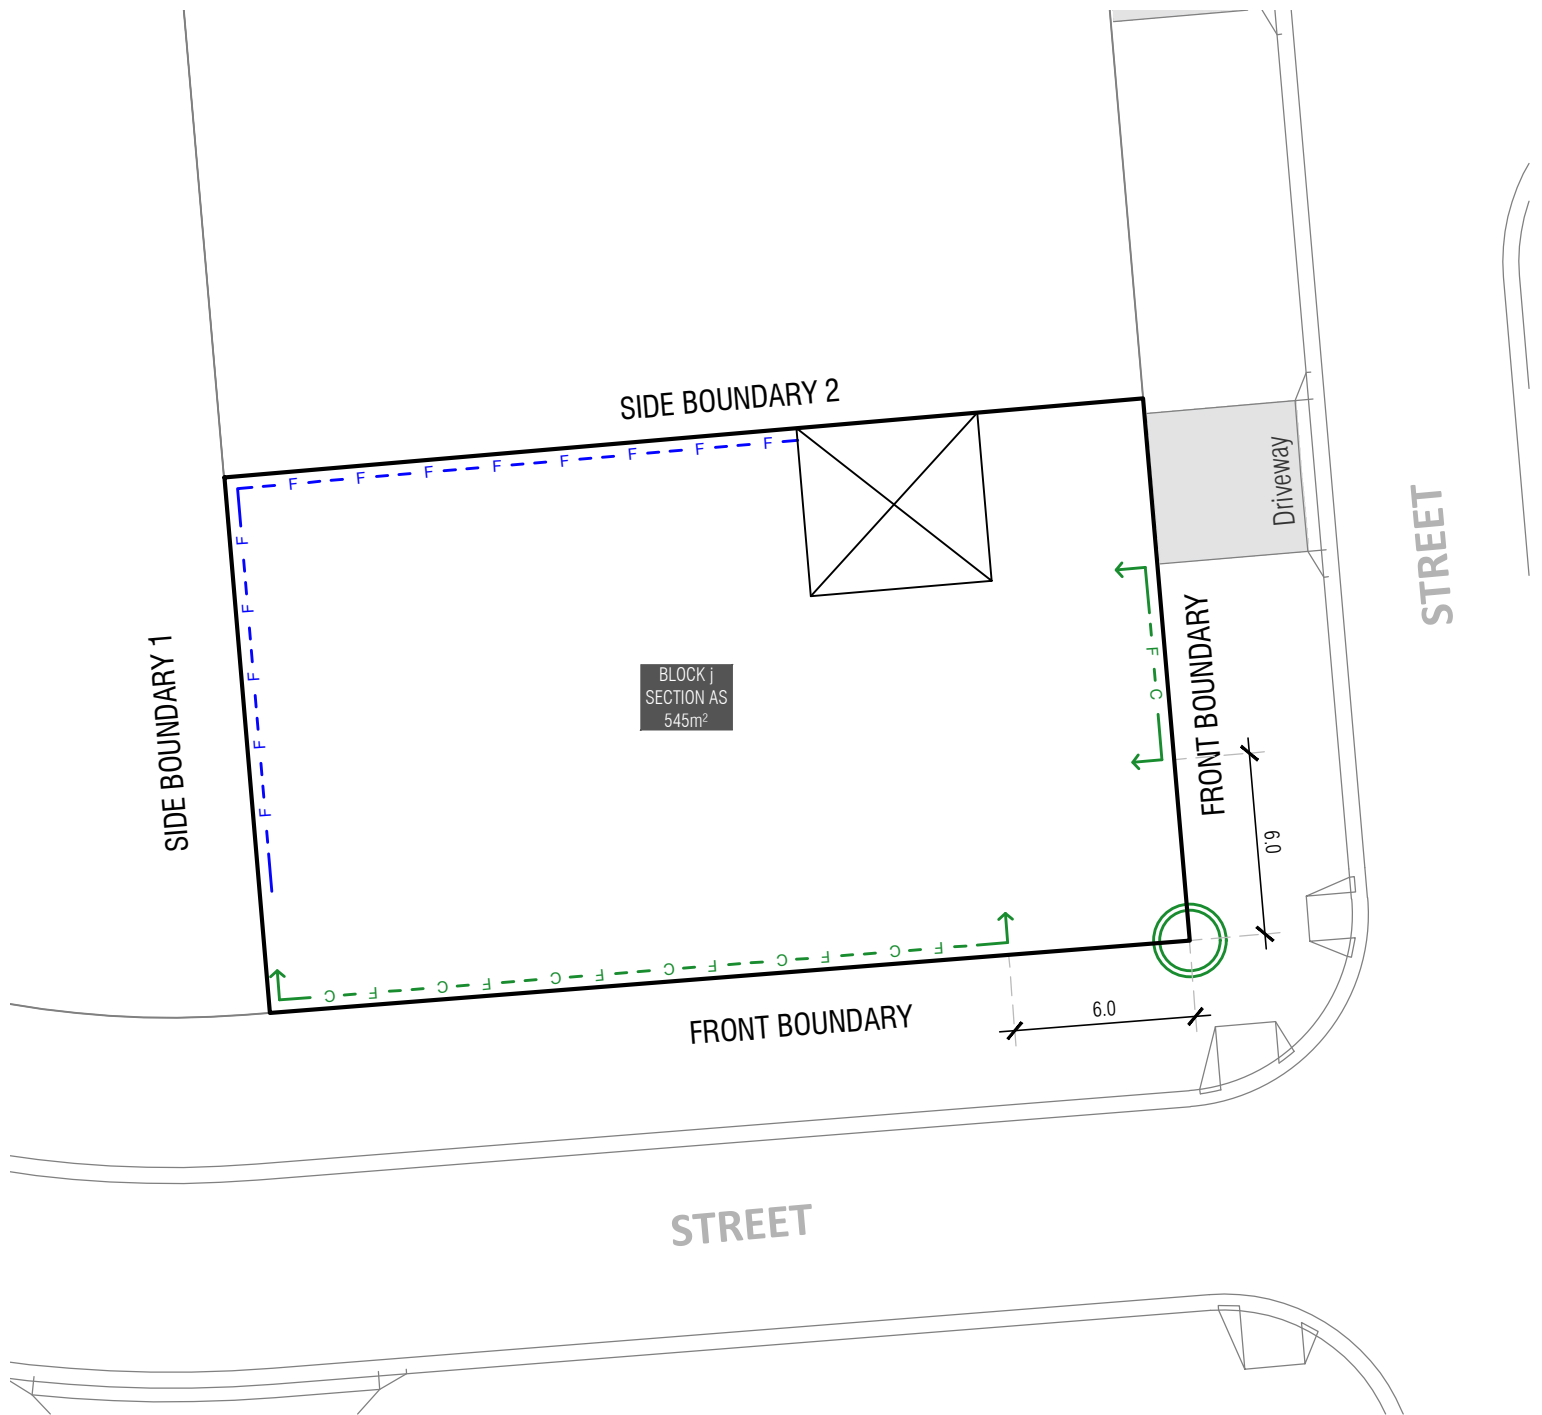 SIDE BOUNDARY 2
F F F F F F F F
Driveway
STREET
F F F F F
SIDE BOUNDARY 1
BLOCK j
SECTION AS
545m²
F C
FRONT BOUNDARY
6.0
C F C F C F C F C F C F
FRONT BOUNDARY
6.0
STREET